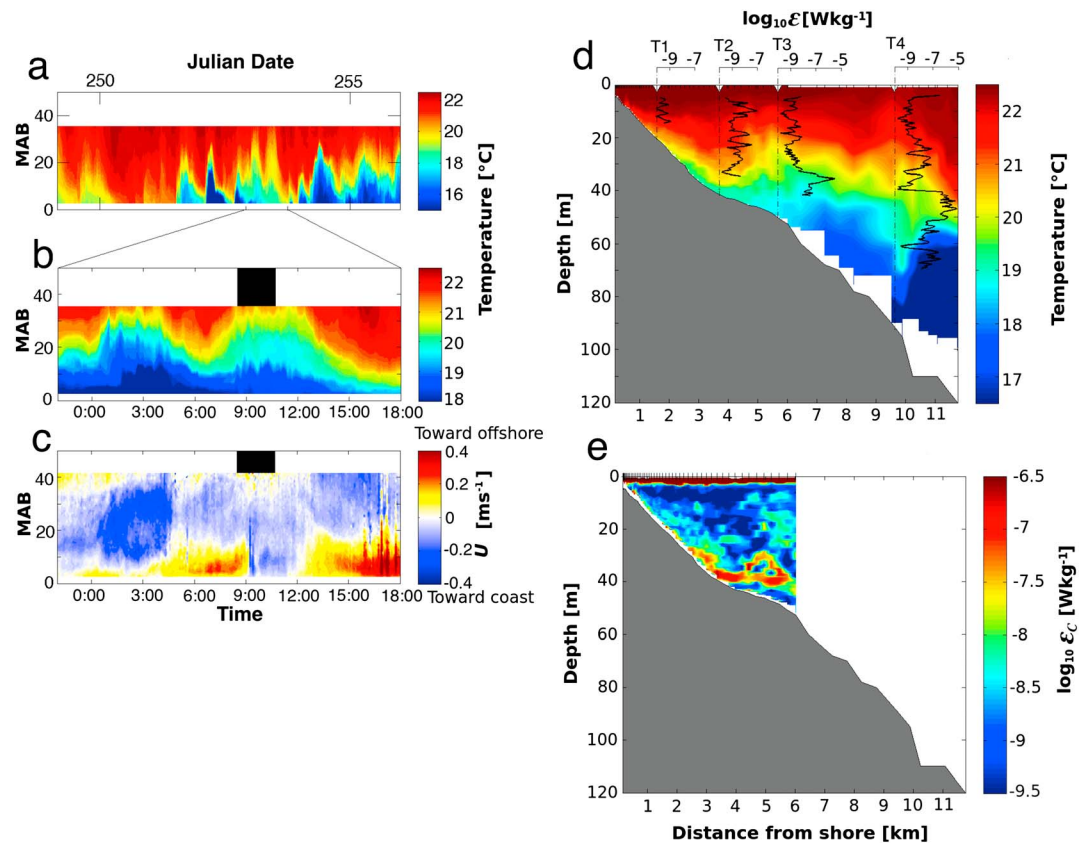 a
Julian Date
250
255
MAB
40
20
0
22
21
20
19
18
16
15
Temperature [°C]
b
MAB
40
20
0
22
21
20
19
18
0:00
3:00
6:00
9:00
12:00
15:00
18:00
c
Toward offshore
MAB
50
40
20
0
0.4
0.2
0
-0.2
-0.4
U [ms-1]
Toward coast
0:00
3:00
6:00
9:00
12:00
15:00
18:00
Time
log10 ε [Wkg-1]
d
T1
-9 -7
T2
-9 -7
T3
-9 -7 -5
T4
-9 -7 -5
Depth [m]
0
20
40
60
80
100
120
1 2 3 4 5 6 7 8 9 10 11
22
21
20
19
18
17
Temperature [°C]
e
Depth [m]
0
20
40
60
80
100
120
1 2 3 4 5 6 7 8 9 10 11
Distance from shore [km]
-6.5
-7
-7.5
-8
-8.5
-9
-9.5
log10 εC [Wkg-1]